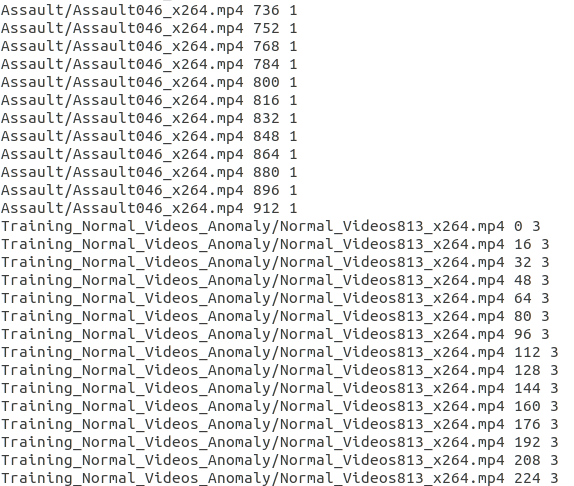 Assault/Assault046_x264.mp4 736 1
Assault/Assault046_x264.mp4 752 1
Assault/Assault046_x264.mp4 768 1
Assault/Assault046_x264.mp4 784 1
Assault/Assault046_x264.mp4 800 1
Assault/Assault046_x264.mp4 816 1
Assault/Assault046_x264.mp4 832 1
Assault/Assault046_x264.mp4 848 1
Assault/Assault046_x264.mp4 864 1
Assault/Assault046_x264.mp4 880 1
Assault/Assault046_x264.mp4 896 1
Assault/Assault046_x264.mp4 912 1
Training_Normal_Videos_Anomaly/Normal_Videos813_x264.mp4 0 3
Training_Normal_Videos_Anomaly/Normal_Videos813_x264.mp4 16 3
Training_Normal_Videos_Anomaly/Normal_Videos813_x264.mp4 32 3
Training_Normal_Videos_Anomaly/Normal_Videos813_x264.mp4 48 3
Training_Normal_Videos_Anomaly/Normal_Videos813_x264.mp4 64 3
Training_Normal_Videos_Anomaly/Normal_Videos813_x264.mp4 80 3
Training_Normal_Videos_Anomaly/Normal_Videos813_x264.mp4 96 3
Training_Normal_Videos_Anomaly/Normal_Videos813_x264.mp4 112 3
Training_Normal_Videos_Anomaly/Normal_Videos813_x264.mp4 128 3
Training_Normal_Videos_Anomaly/Normal_Videos813_x264.mp4 144 3
Training_Normal_Videos_Anomaly/Normal_Videos813_x264.mp4 160 3
Training_Normal_Videos_Anomaly/Normal_Videos813_x264.mp4 176 3
Training_Normal_Videos_Anomaly/Normal_Videos813_x264.mp4 192 3
Training_Normal_Videos_Anomaly/Normal_Videos813_x264.mp4 208 3
Training_Normal_Videos_Anomaly/Normal_Videos813_x264.mp4 224 3